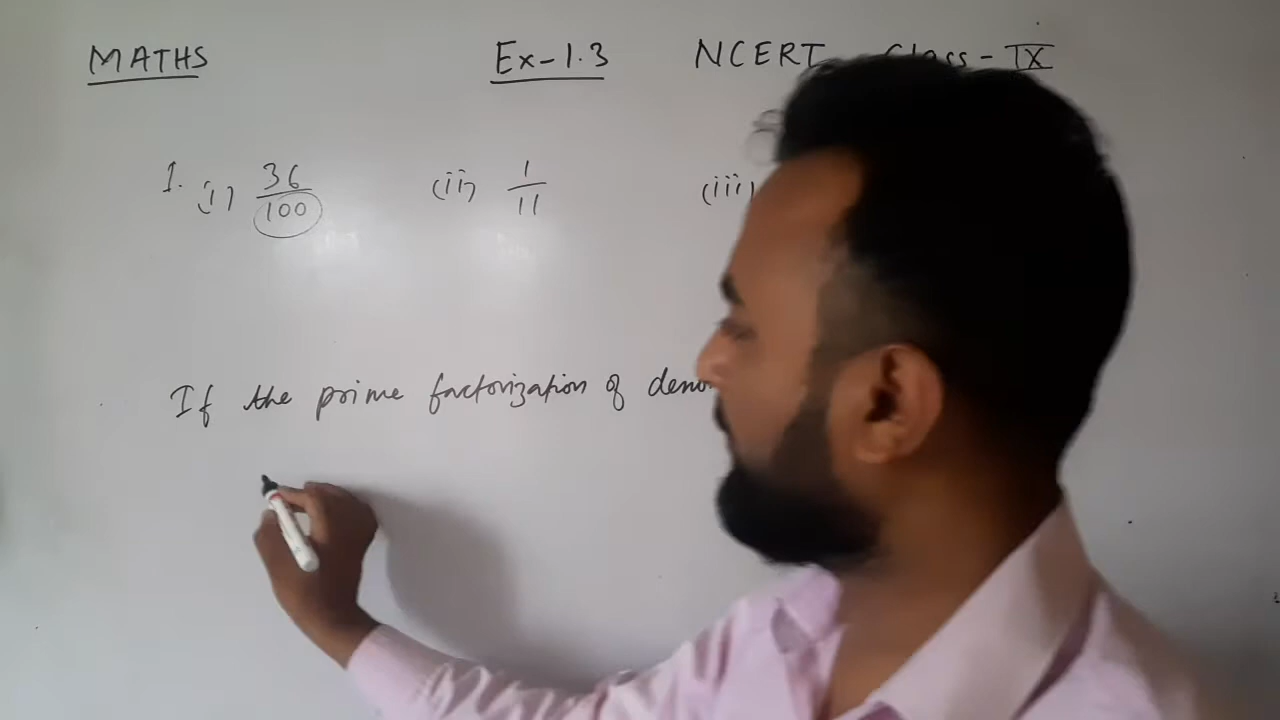 MATHS Ex-1.3 NCERT Class-IX
1. (i) 36/100 (ii) 1/11 (iii)
If the prime factorization of deno